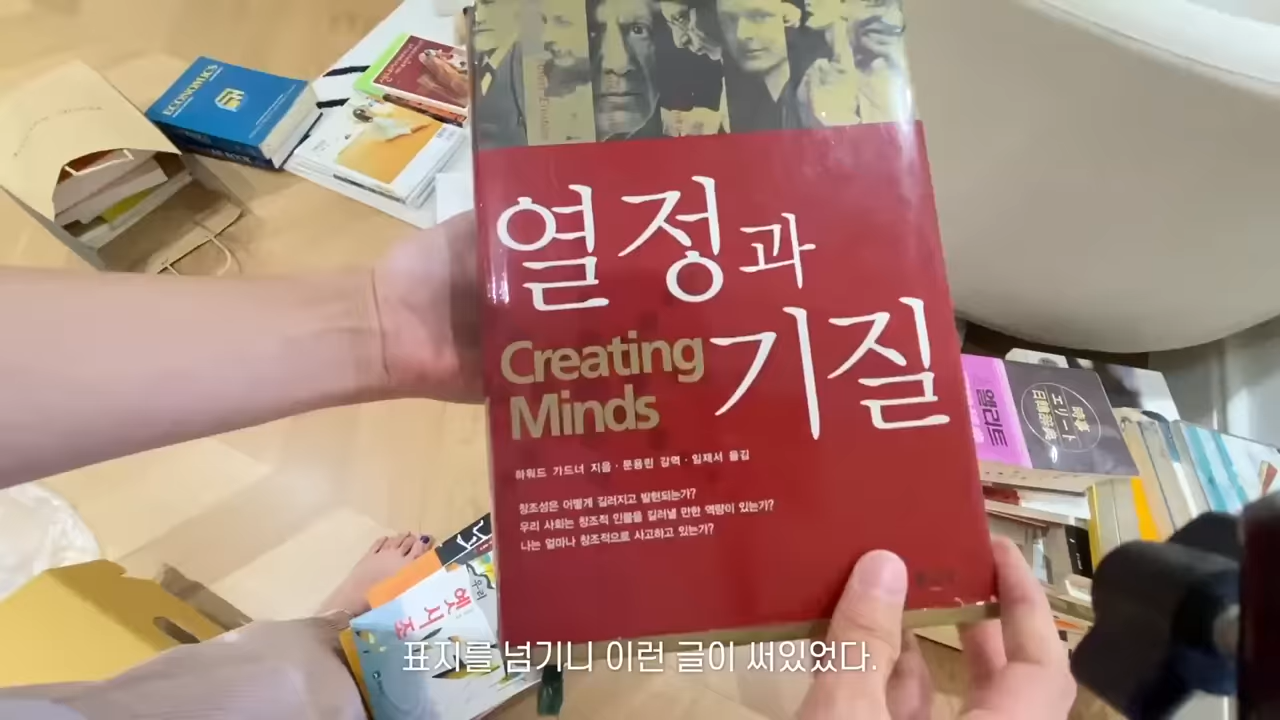 ECONOMICS
열정과
기질
Creating
Minds
하워드 가드너 지음 · 문용린 감역 · 임재서 옮김
창조성은 어떻게 길러지고 발현되는가?
우리 사회는 창조적 인물을 길러낼 만한 역량이 있는가?
나는 얼마나 창조적으로 사고하고 있는가?
엘리트
エリート
우리
옛시조
표지를 넘기니 이런 글이 써있었다.